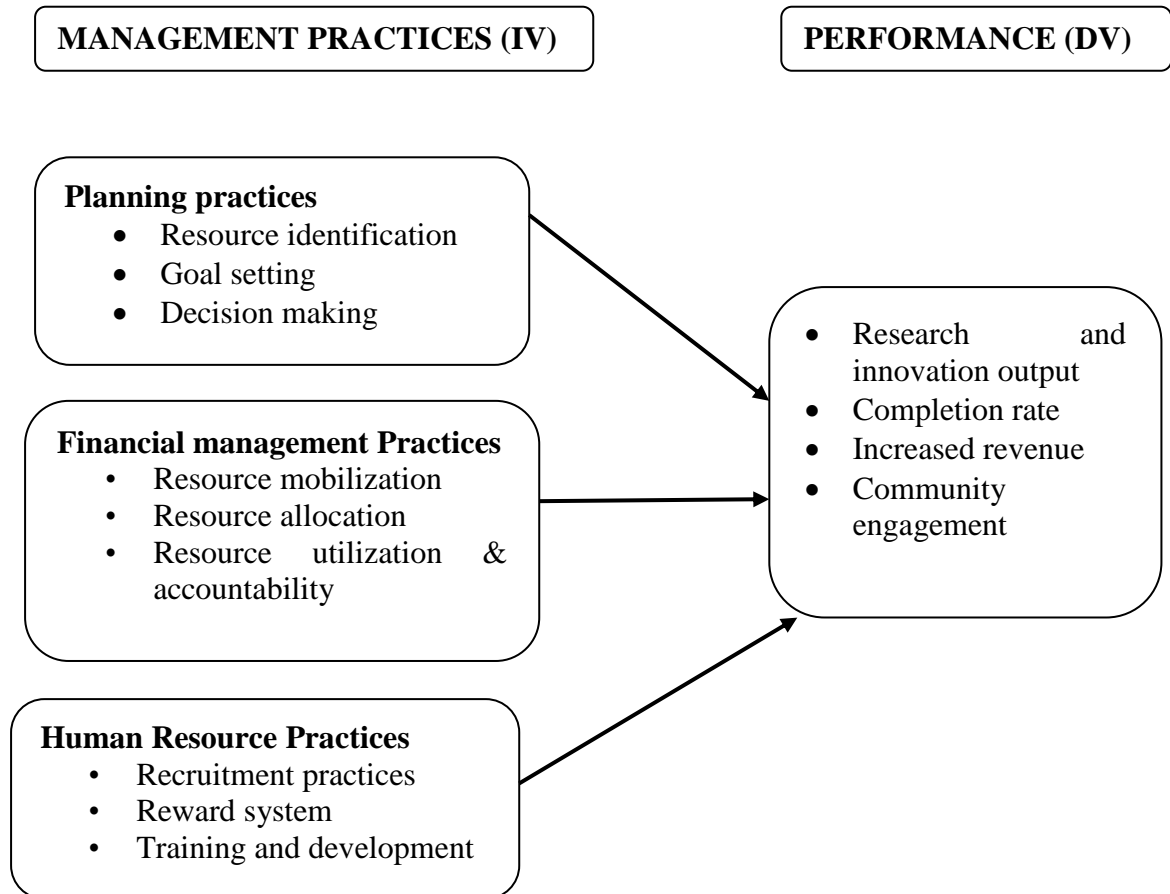 MANAGEMENT PRACTICES (IV)
PERFORMANCE (DV)
Planning practices
• Resource identification
• Goal setting
• Decision making
Financial management Practices
• Resource mobilization
• Resource allocation
• Resource utilization &
accountability
Human Resource Practices
• Recruitment practices
• Reward system
• Training and development
• Research and
innovation output
• Completion rate
• Increased revenue
• Community
engagement